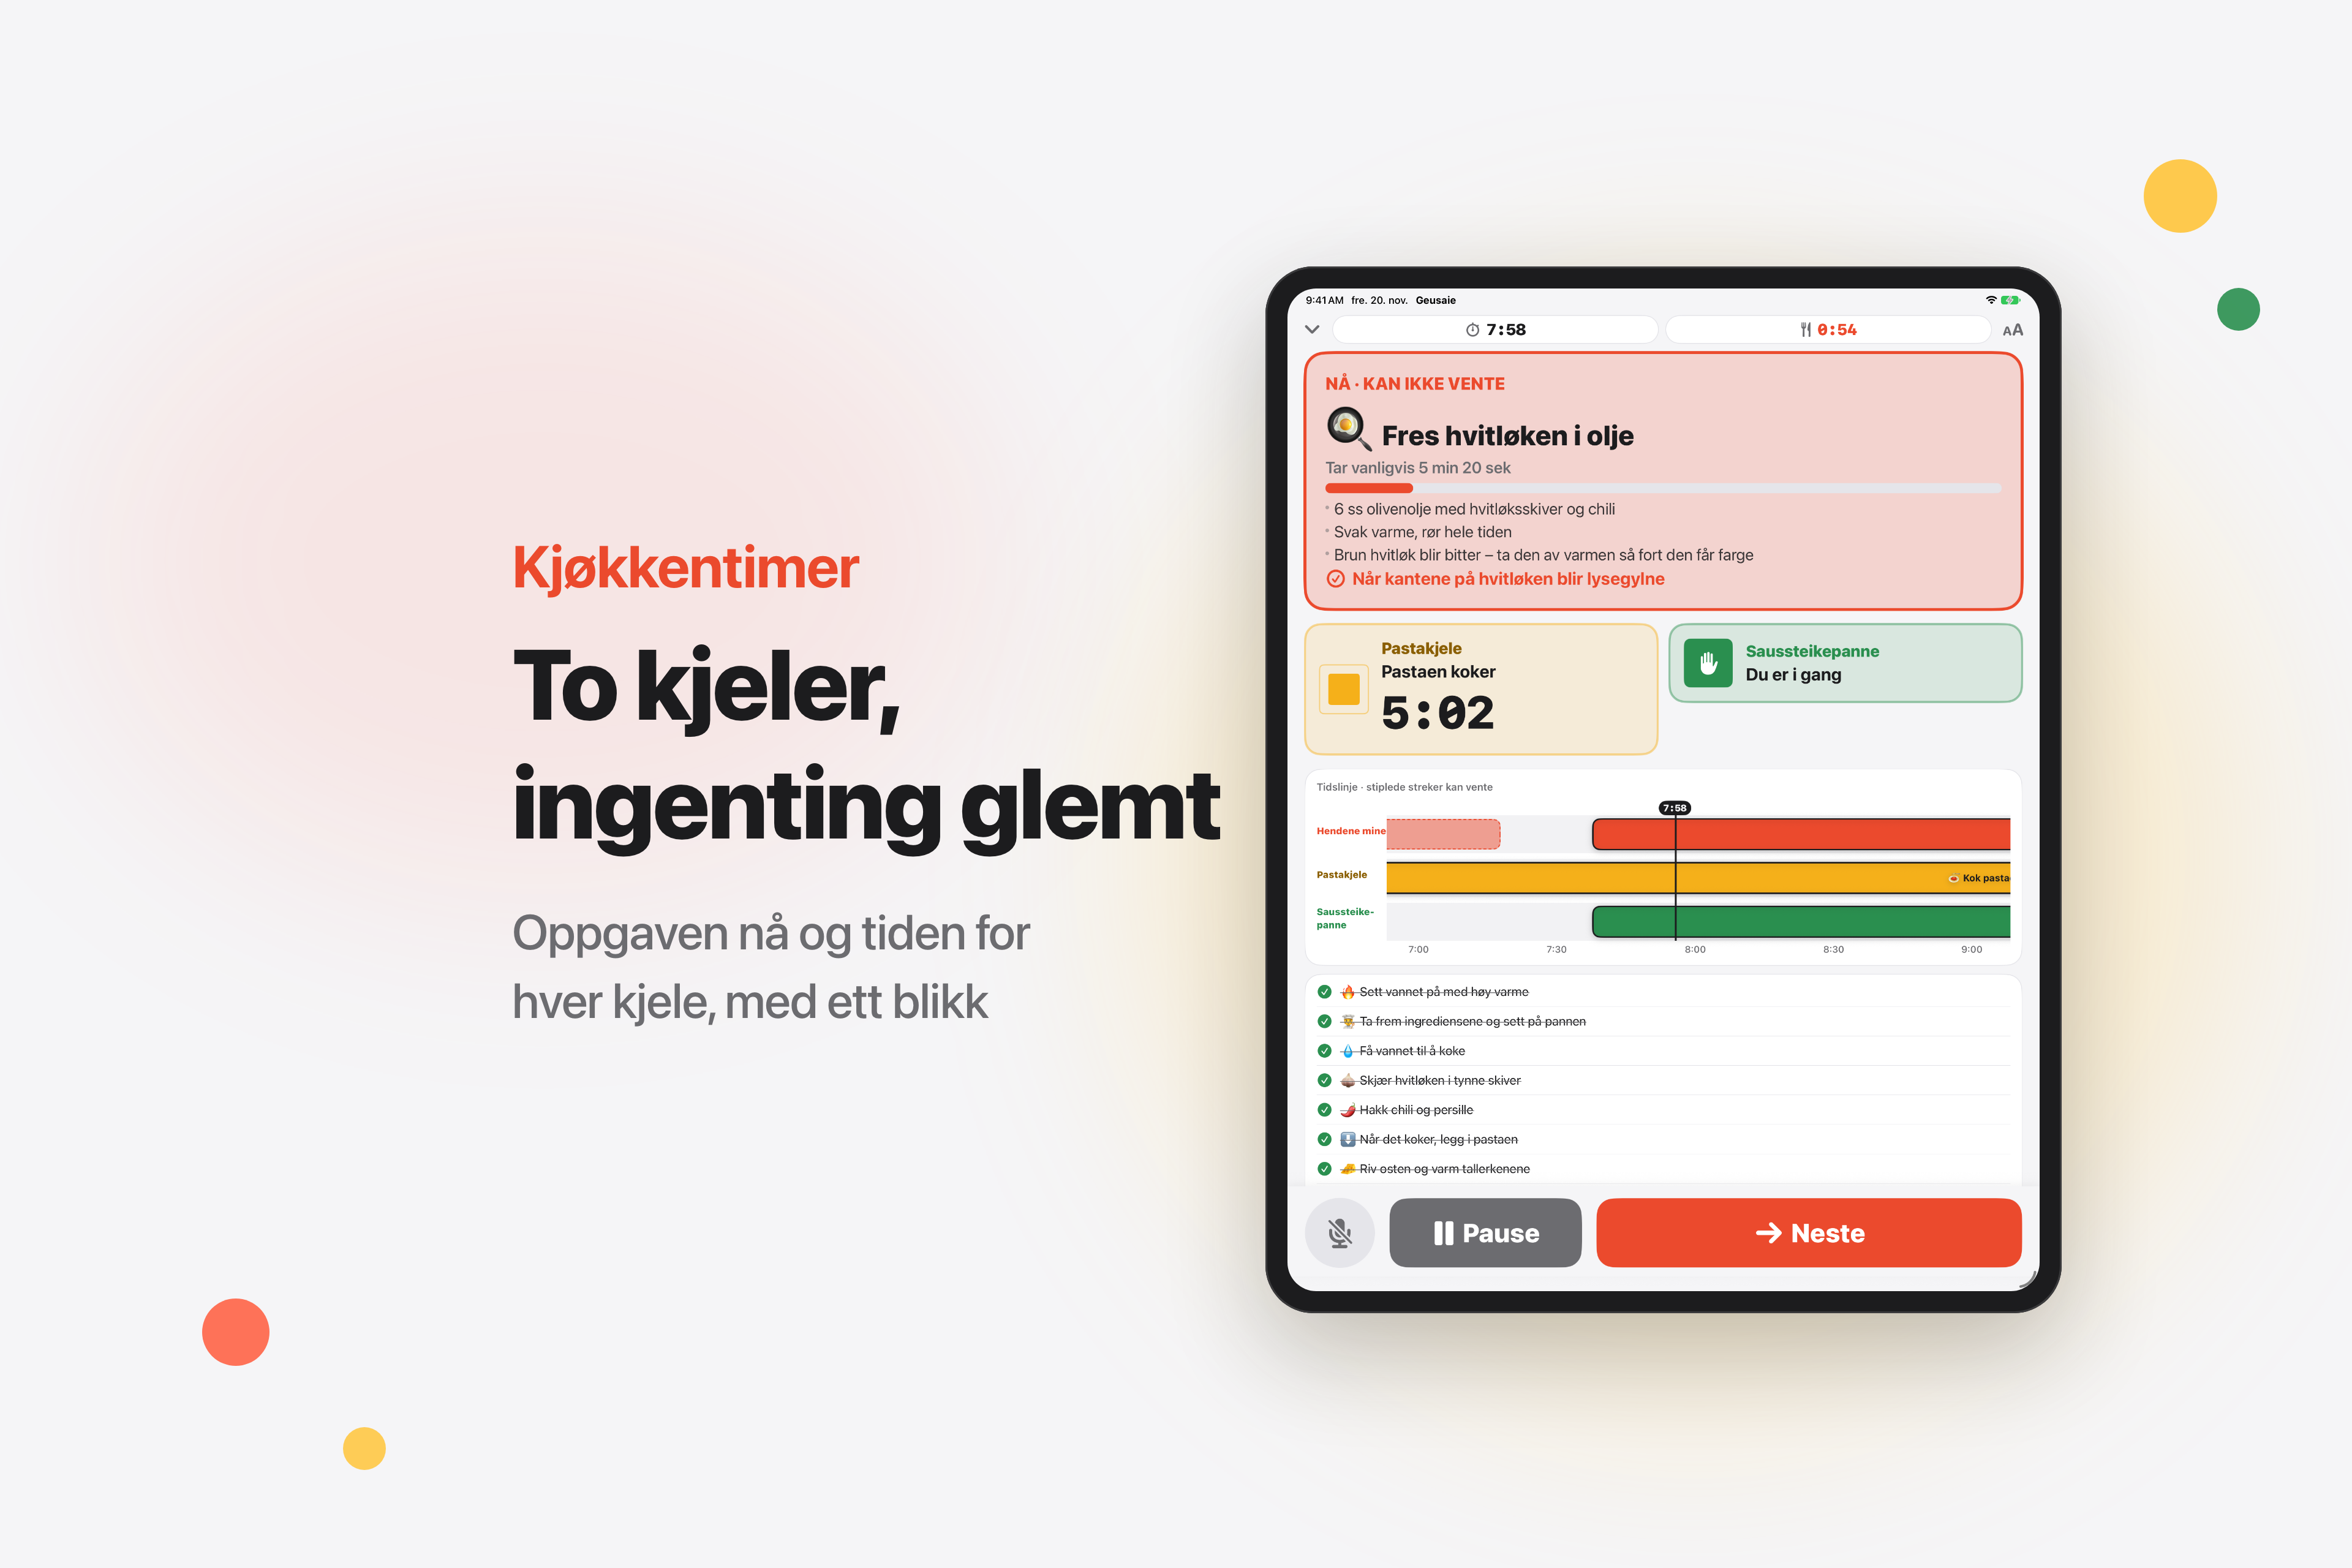 Kjøkkentimer
To kjeler,
ingenting glemt
Oppgaven nå og tiden for
hver kjele, med ett blikk
9:41 AM fre. 20. nov. Geusaie
7:58
0:54
AA
NÅ · KAN IKKE VENTE
Fres hvitløken i olje
Tar vanligvis 5 min 20 sek
• 6 ss olivenolje med hvitløksskiver og chili
• Svak varme, rør hele tiden
• Brun hvitløk blir bitter – ta den av varmen så fort den får farge
Når kantene på hvitløken blir lysegylne
Pastakjele
Pastaen koker
5:02
Saussteikepanne
Du er i gang
Tidslinje · stiplede streker kan vente
7:58
Hendene mine
Pastakjele
Kok pasta
Saussteike-
panne
7:00 7:30 8:00 8:30 9:00
Sett vannet på med høy varme
Ta frem ingrediensene og sett på pannen
Få vannet til å koke
Skjær hvitløken i tynne skiver
Hakk chili og persille
Når det koker, legg i pastaen
Riv osten og varm tallerkenene
Pause
Neste